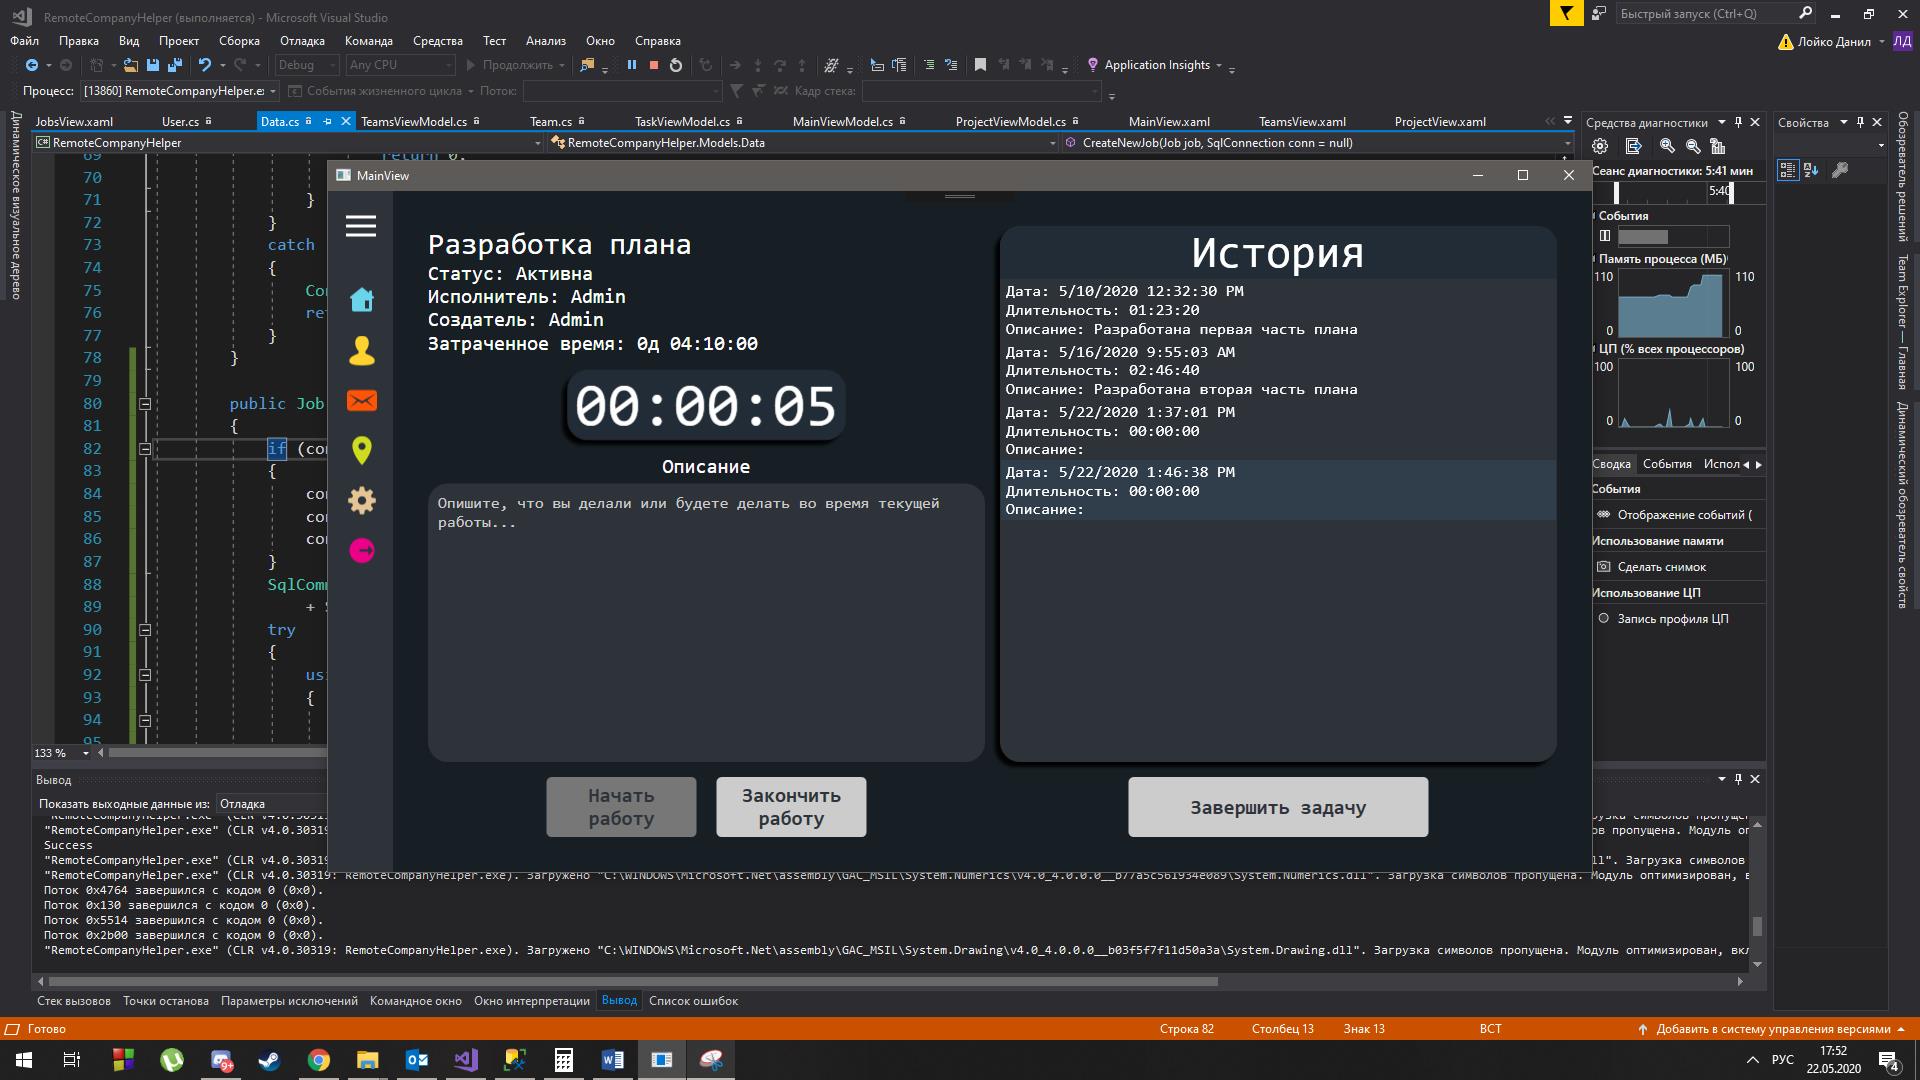 RemoteCompanyHelper (выполняется) - Microsoft Visual Studio
Быстрый запуск (Ctrl+Q)
Файл Правка Вид Проект Сборка Отладка Команда Средства Тест Анализ Окно Справка
Лойко Данил ЛД
Debug Any CPU Продолжить Application Insights
Процесс: [13860] RemoteCompanyHelper.ex События жизненного цикла Поток: Кадр стека:
JobsView.xaml User.cs Data.cs TeamsViewModel.cs Team.cs TaskViewModel.cs MainViewModel.cs ProjectViewModel.cs MainView.xaml TeamsView.xaml ProjectView.xaml
RemoteCompanyHelper RemoteCompanyHelper.Models.Data CreateNewJob(Job job, SqlConnection conn = null)
Динамическое визуальное дерево
69 return 0;
70
71 }
72 }
73 catch
74 {
75 Con
76 ret
77 }
78 }
79
80 public Job
81 {
82 if (con
83 {
84 con
85 con
86 con
87 }
88 SqlComm
89 + S
90 try
91 {
92 usi
93 {
94
95
133 %
MainView
Разработка плана
Статус: Активна
Исполнитель: Admin
Создатель: Admin
Затраченное время: 0д 04:10:00
00:00:05
Описание
Опишите, что вы делали или будете делать во время текущей
работы...
Начать
работу
Закончить
работу
История
Дата: 5/10/2020 12:32:30 PM
Длительность: 01:23:20
Описание: Разработана первая часть плана
Дата: 5/16/2020 9:55:03 AM
Длительность: 02:46:40
Описание: Разработана вторая часть плана
Дата: 5/22/2020 1:37:01 PM
Длительность: 00:00:00
Описание:
Дата: 5/22/2020 1:46:38 PM
Длительность: 00:00:00
Описание:
Завершить задачу
Средства диагностики
Сеанс диагностики: 5:41 мин
5:40
События
Память процесса (МБ)
110 110
0 0
ЦП (% всех процессоров)
100 100
0 0
Сводка События Испол
События
Отображение событий (
Использование памяти
Сделать снимок
Использование ЦП
Запись профиля ЦП
Свойства
Обозреватель решений
Team Explorer — Главная
Динамический обозреватель свойств
Вывод
Показать выходные данные из: Отладка
"RemoteCompanyHelper.exe" (CLR v4.0.30319
Success
"RemoteCompanyHelper.exe" (CLR v4.0.30319 ll". Загрузка символов
"RemoteCompanyHelper.exe" (CLR v4.0.30319: RemoteCompanyHelper.exe). Загружено "C:\WINDOWS\Microsoft.Net\assembly\GAC_MSIL\System.Numerics\v4.0_4.0.0.0__b77a5c561934e089\System.Numerics.dll". Загрузка символов пропущена. Модуль оптимизирован, в
Поток 0x4764 завершился с кодом 0 (0x0).
Поток 0x130 завершился с кодом 0 (0x0).
Поток 0x5514 завершился с кодом 0 (0x0).
Поток 0x2b00 завершился с кодом 0 (0x0).
"RemoteCompanyHelper.exe" (CLR v4.0.30319: RemoteCompanyHelper.exe). Загружено "C:\WINDOWS\Microsoft.Net\assembly\GAC_MSIL\System.Drawing\v4.0_4.0.0.0__b03f5f7f11d50a3a\System.Drawing.dll". Загрузка символов пропущена. Модуль оптимизирован, вкл
Стек вызовов Точки останова Параметры исключений Командное окно Окно интерпретации Вывод Список ошибок
Готово Строка 82 Столбец 13 Знак 13 ВСТ Добавить в систему управления версиями
9+
РУС
17:52
22.05.2020
4